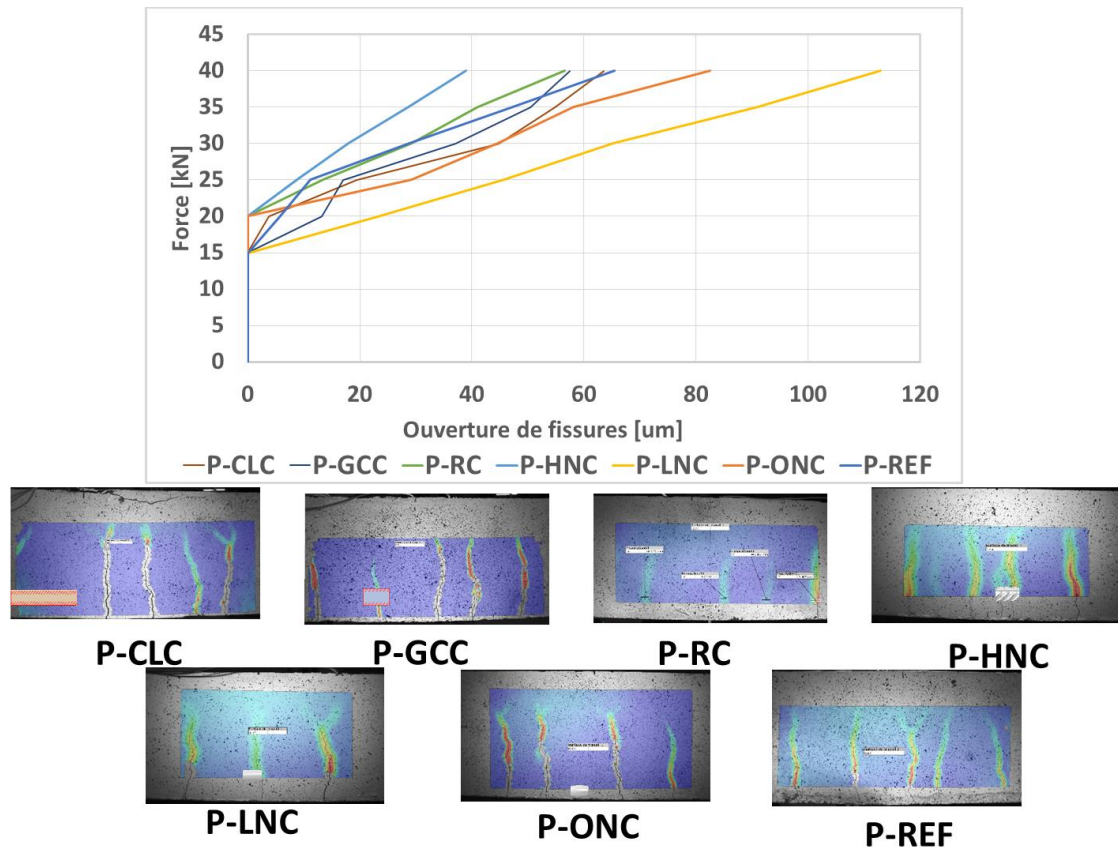 45
40
35
30
25
20
15
10
5
0
Force [kN]
0 20 40 60 80 100 120
Ouverture de fissures [um]
P-CLC P-GCC P-RC P-HNC P-LNC P-ONC P-REF
P-CLC P-GCC P-RC P-HNC
P-LNC P-ONC P-REF